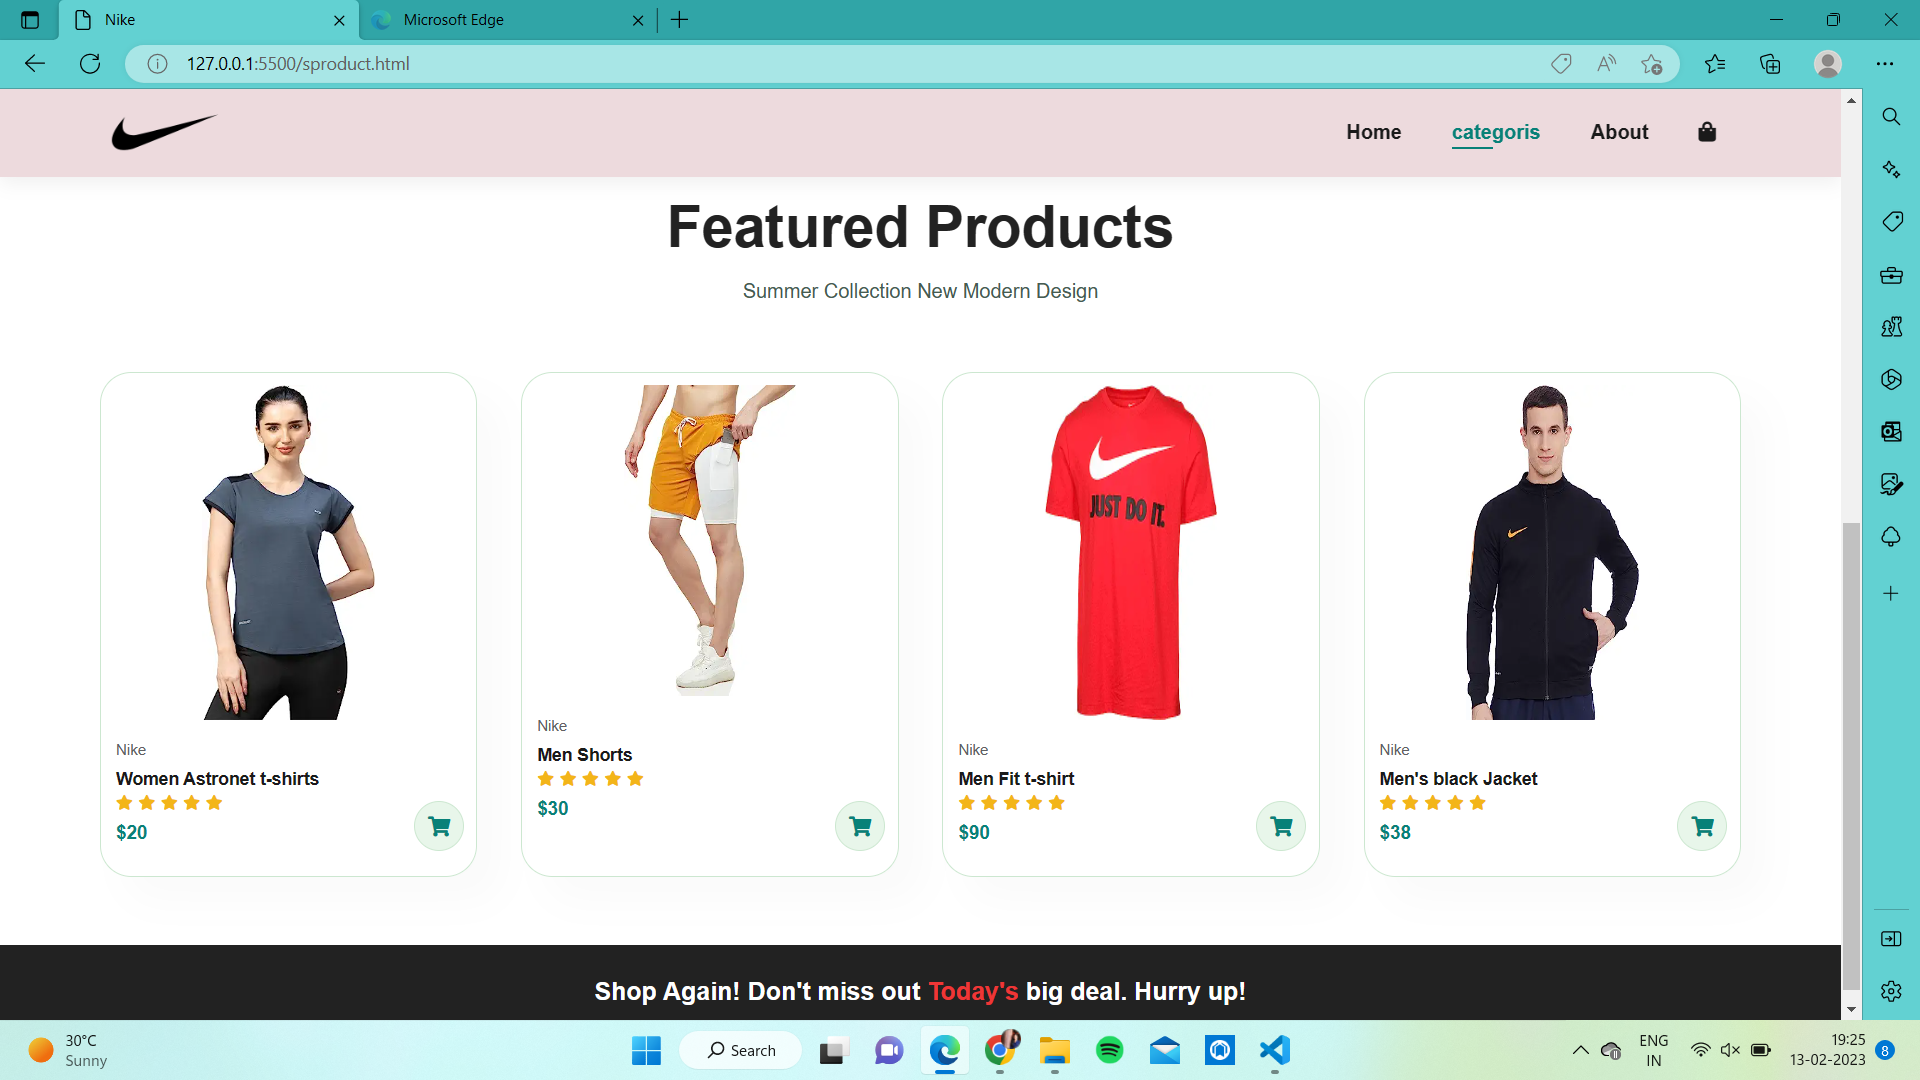 Nike
Microsoft Edge
127.0.0.1:5500/sproduct.html
Home
categoris
About
Featured Products
Summer Collection New Modern Design
JUST DO IT.
Nike
Women Astronet t-shirts
$20
Nike
Men Shorts
$30
Nike
Men Fit t-shirt
$90
Nike
Men's black Jacket
$38
Shop Again! Don't miss out Today's big deal. Hurry up!
30°C
Sunny
Search
ENG
IN
19:25
13-02-2023
8